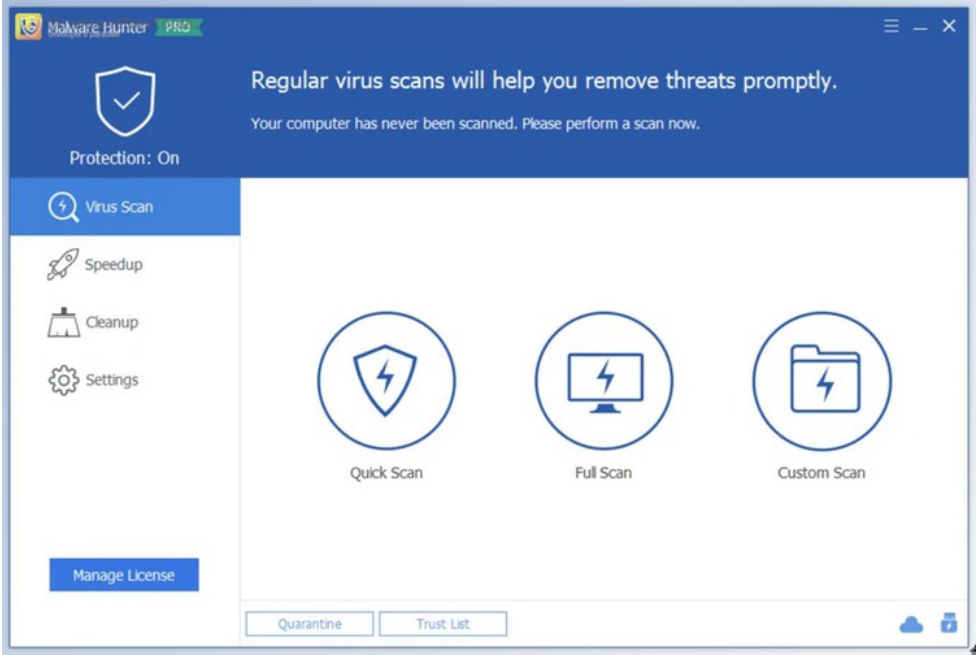 Malware Hunter PRO
Regular virus scans will help you remove threats promptly.
Your computer has never been scanned. Please perform a scan now.
Protection: On
Virus Scan
Speedup
Cleanup
Settings
Quick Scan
Full Scan
Custom Scan
Manage License
Quarantine
Trust List